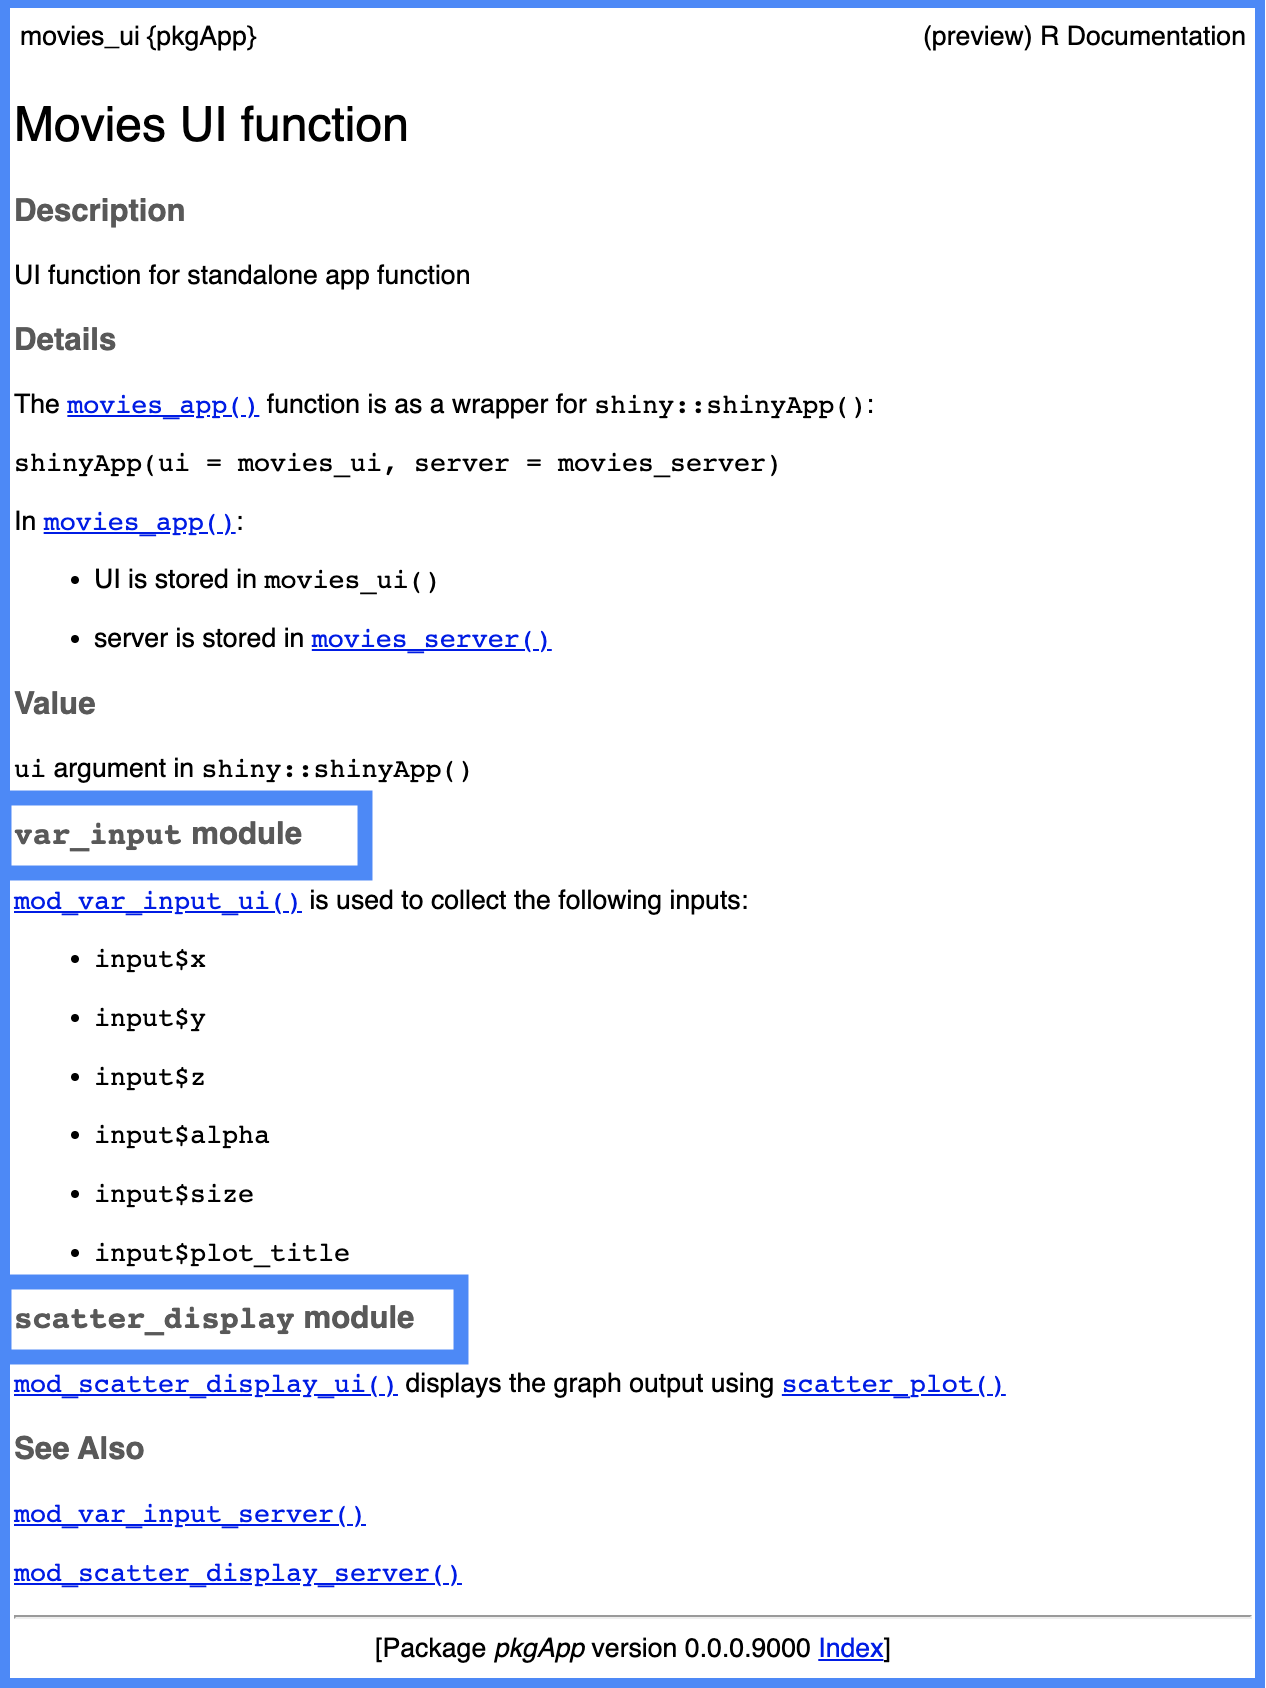 movies_ui {pkgApp}
(preview) R Documentation
Movies UI function
Description
UI function for standalone app function
Details
The movies_app() function is as a wrapper for shiny::shinyApp():
shinyApp(ui = movies_ui, server = movies_server)
In movies_app():
• UI is stored in movies_ui()
• server is stored in movies_server()
Value
ui argument in shiny::shinyApp()
var_input module
mod_var_input_ui() is used to collect the following inputs:
• input$x
• input$y
• input$z
• input$alpha
• input$size
• input$plot_title
scatter_display module
mod_scatter_display_ui() displays the graph output using scatter_plot()
See Also
mod_var_input_server()
mod_scatter_display_server()
[Package pkgApp version 0.0.0.9000 Index]